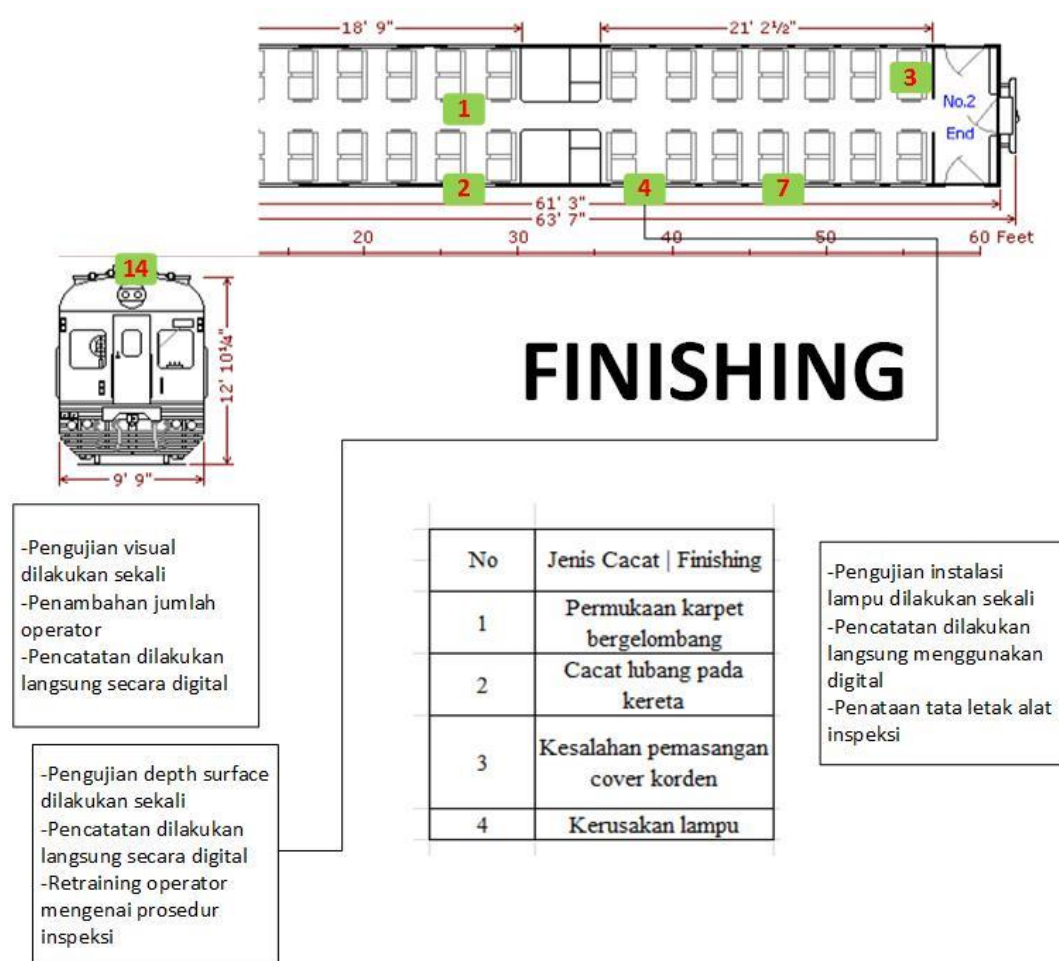 18' 9"
21' 2½"
3
1
No.2
End
2
4
7
61' 3"
63' 7"
20
30
40
50
60 Feet
14
12' 10¼"
9' 9"
FINISHING
-Pengujian visual
dilakukan sekali
-Penambahan jumlah
operator
-Pencatatan dilakukan
langsung secara digital
-Pengujian depth surface
dilakukan sekali
-Pencatatan dilakukan
langsung secara digital
-Retraining operator
mengenai prosedur
inspeksi
No
Jenis Cacat | Finishing
1
Permukaan karpet
bergelombang
2
Cacat lubang pada
kereta
3
Kesalahan pemasangan
cover korden
4
Kerusakan lampu
-Pengujian instalasi
lampu dilakukan sekali
-Pencatatan dilakukan
langsung menggunakan
digital
-Penataan tata letak alat
inspeksi